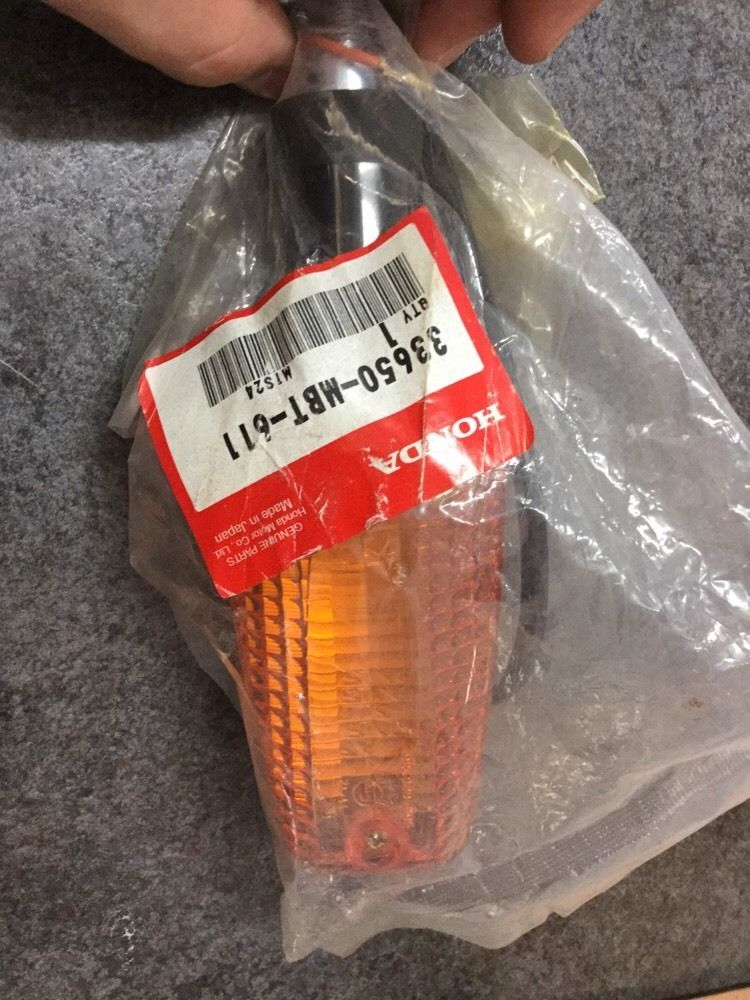 HONDA
33650-MBT-611
QTY
1
MTS24
GENUINE PARTS
Honda Motor Co., Ltd.
Made in Japan